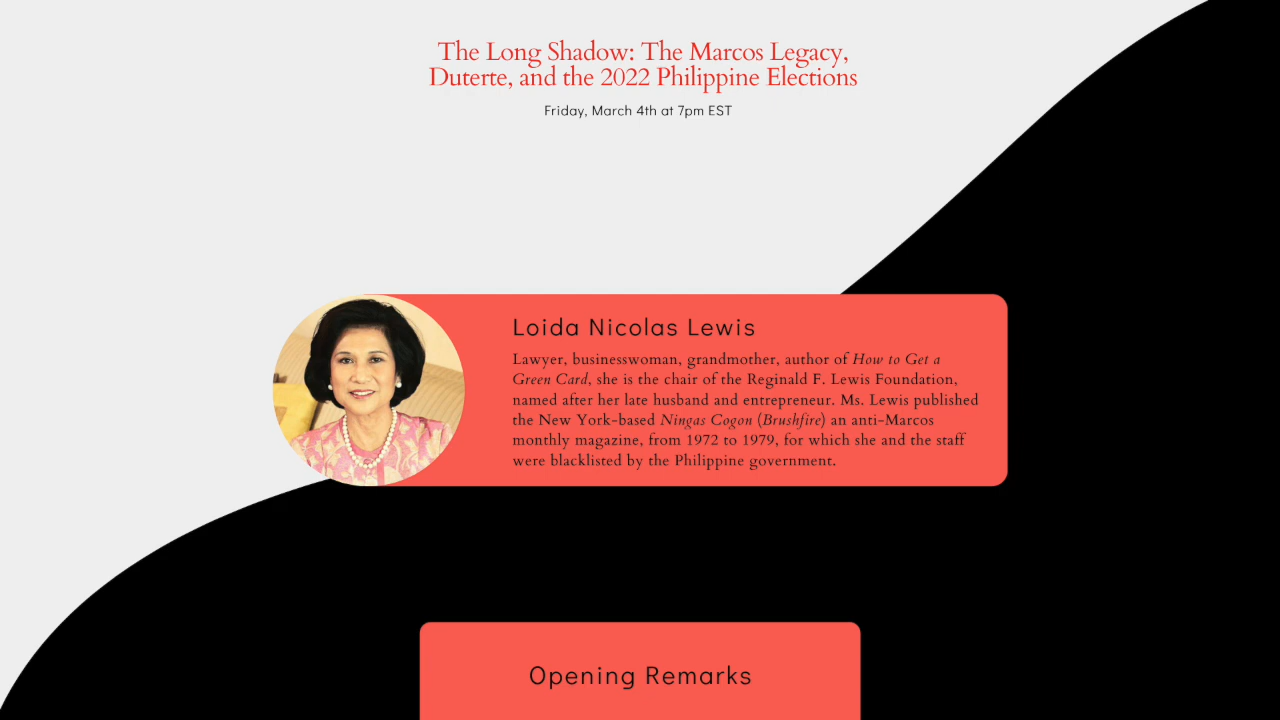 The Long Shadow: The Marcos Legacy,
Duterte, and the 2022 Philippine Elections
Friday, March 4th at 7pm EST
Loida Nicolas Lewis
Lawyer, businesswoman, grandmother, author of How to Get a
Green Card, she is the chair of the Reginald F. Lewis Foundation,
named after her late husband and entrepreneur. Ms. Lewis published
the New York-based Ningas Cogon (Brushfire) an anti-Marcos
monthly magazine, from 1972 to 1979, for which she and the staff
were blacklisted by the Philippine government.
Opening Remarks